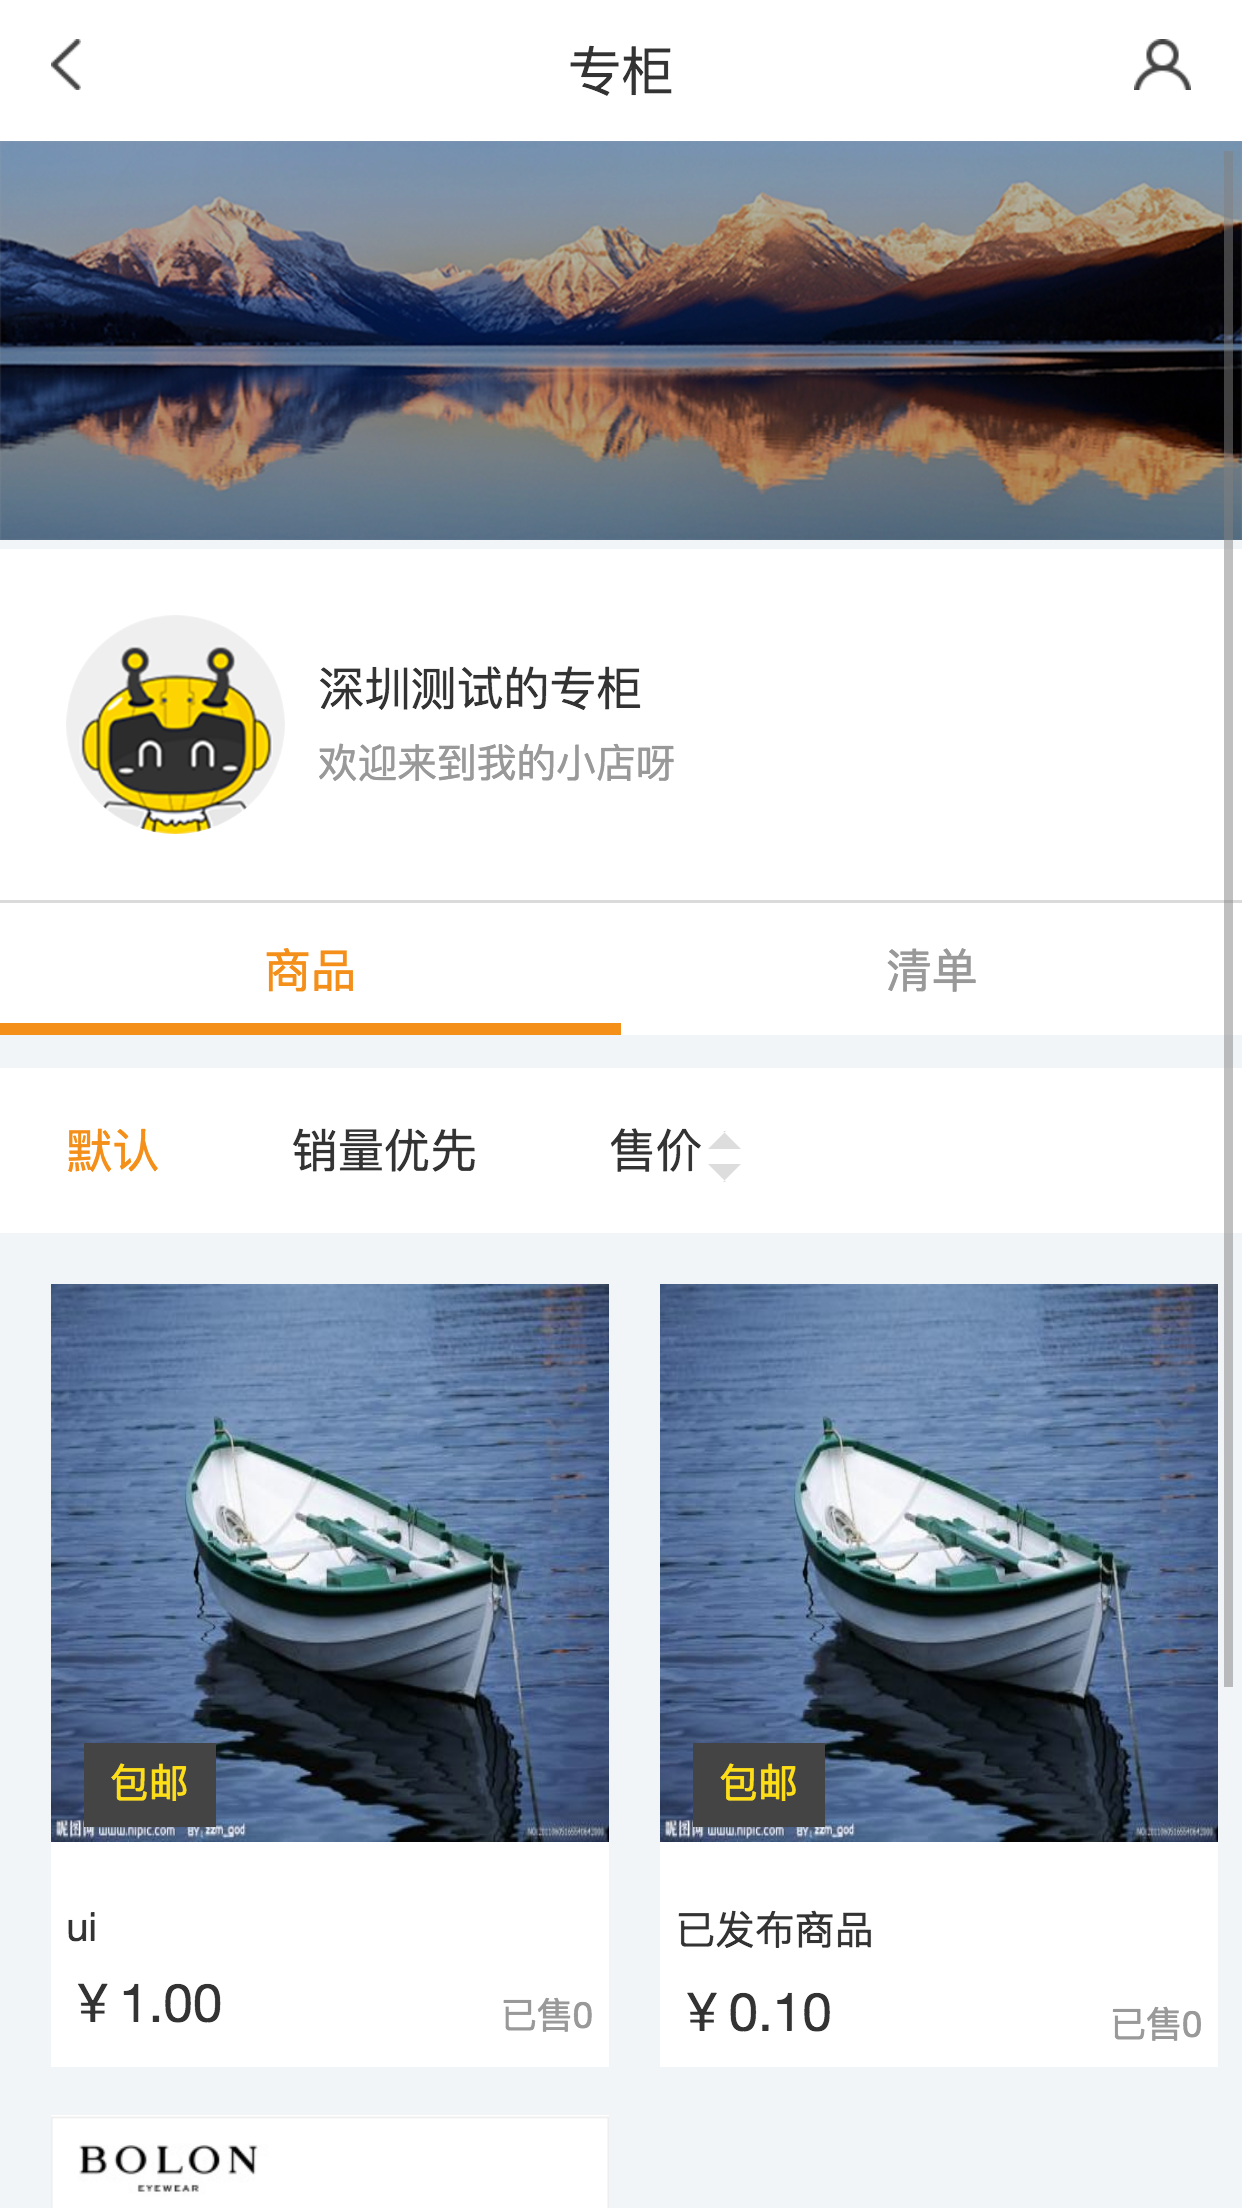 专柜
深圳测试的专柜
欢迎来到我的小店呀
商品 清单
默认 销量优先 售价
包邮 包邮
昵图网 www.nipic.com BY: zzm_god
昵图网 www.nipic.com BY: zzm_god
ui 已发布商品
¥ 1.00 已售0
¥ 0.10 已售0
BOLON
EYEWEAR